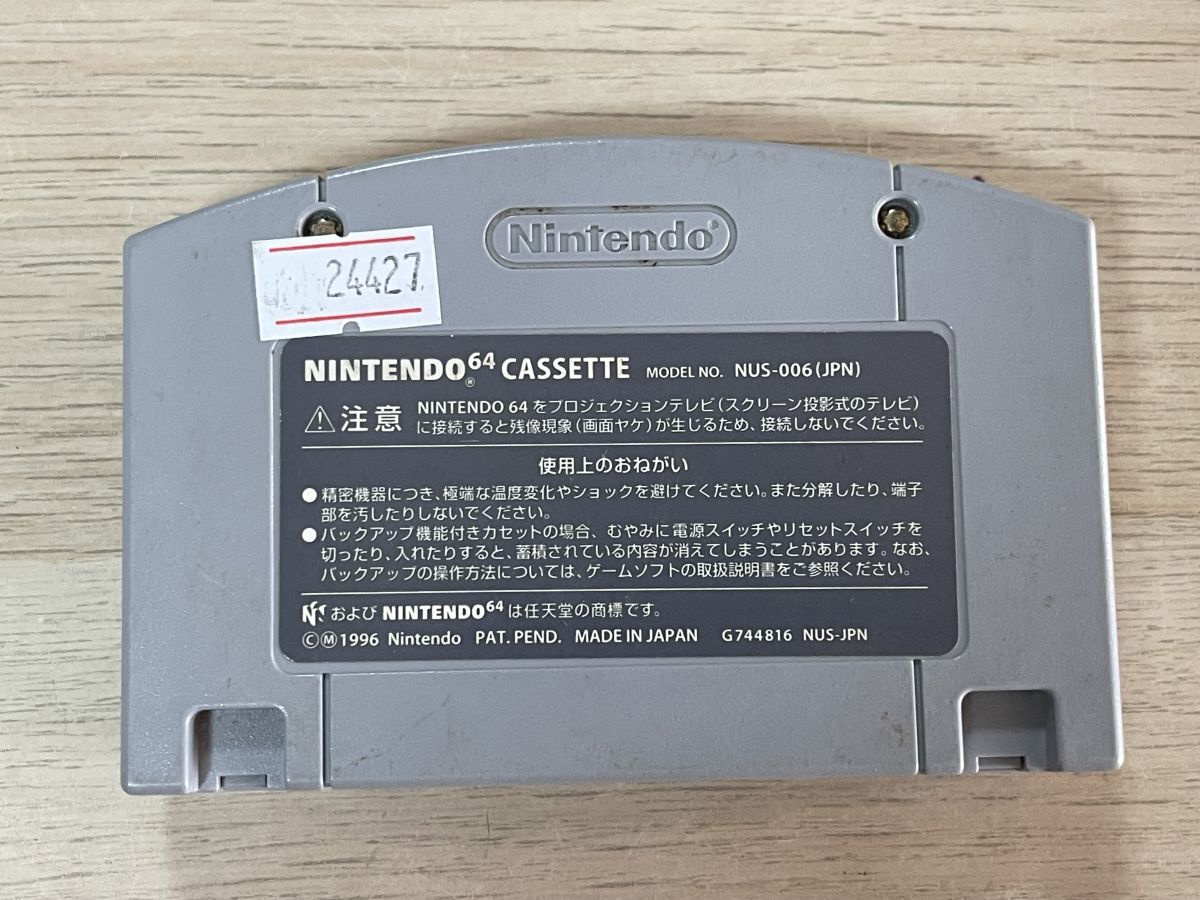 Nintendo®
24427
NINTENDO64® CASSETTE MODEL NO. NUS-006(JPN)
注意 NINTENDO 64 をプロジェクションテレビ(スクリーン投影式のテレビ)
に接続すると残像現象(画面ヤケ)が生じるため、接続しないでください。
使用上のおねがい
●精密機器につき、極端な温度変化やショックを避けてください。また分解したり、端子
部を汚したりしないでください。
●バックアップ機能付きカセットの場合、むやみに電源スイッチやリセットスイッチを
切ったり、入れたりすると、蓄積されている内容が消えてしまうことがあります。なお、
バックアップの操作方法については、ゲームソフトの取扱説明書をご参照ください。
および NINTENDO64 は任天堂の商標です。
ⒸⓂ1996 Nintendo PAT. PEND. MADE IN JAPAN G744816 NUS-JPN